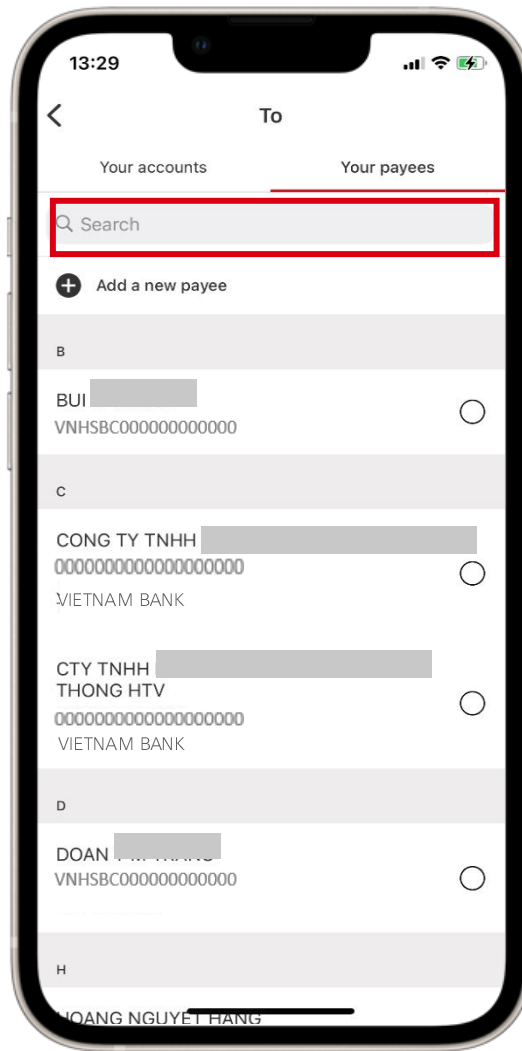 13:29
To
Your accounts
Your payees
Search
Add a new payee
B
BUI
VNHSBC000000000000
C
CONG TY TNHH
0000000000000000000
VIETNAM BANK
CTY TNHH
THONG HTV
0000000000000000000
VIETNAM BANK
D
DOAN
VNHSBC000000000000
H
HOANG NGUYET HANG